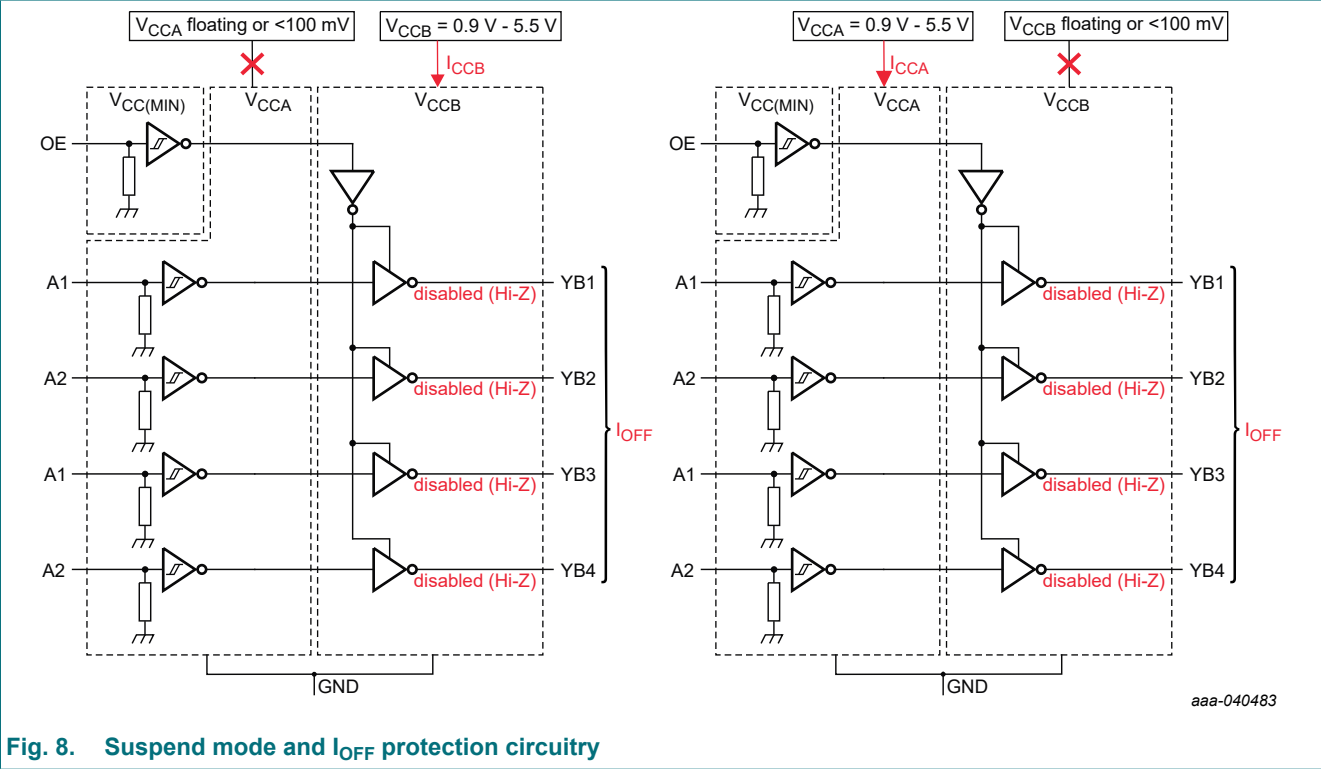 VCCA floating or <100 mV
VCCB = 0.9 V - 5.5 V
ICCB
VCC(MIN)
VCCA
VCCB
OE
A1
disabled (Hi-Z)
YB1
A2
disabled (Hi-Z)
YB2
IOFF
A1
disabled (Hi-Z)
YB3
A2
disabled (Hi-Z)
YB4
GND
VCCA = 0.9 V - 5.5 V
VCCB floating or <100 mV
ICCA
VCC(MIN)
VCCA
VCCB
OE
A1
disabled (Hi-Z)
YB1
A2
disabled (Hi-Z)
YB2
IOFF
A1
disabled (Hi-Z)
YB3
A2
disabled (Hi-Z)
YB4
GND
aaa-040483
Fig. 8. Suspend mode and IOFF protection circuitry